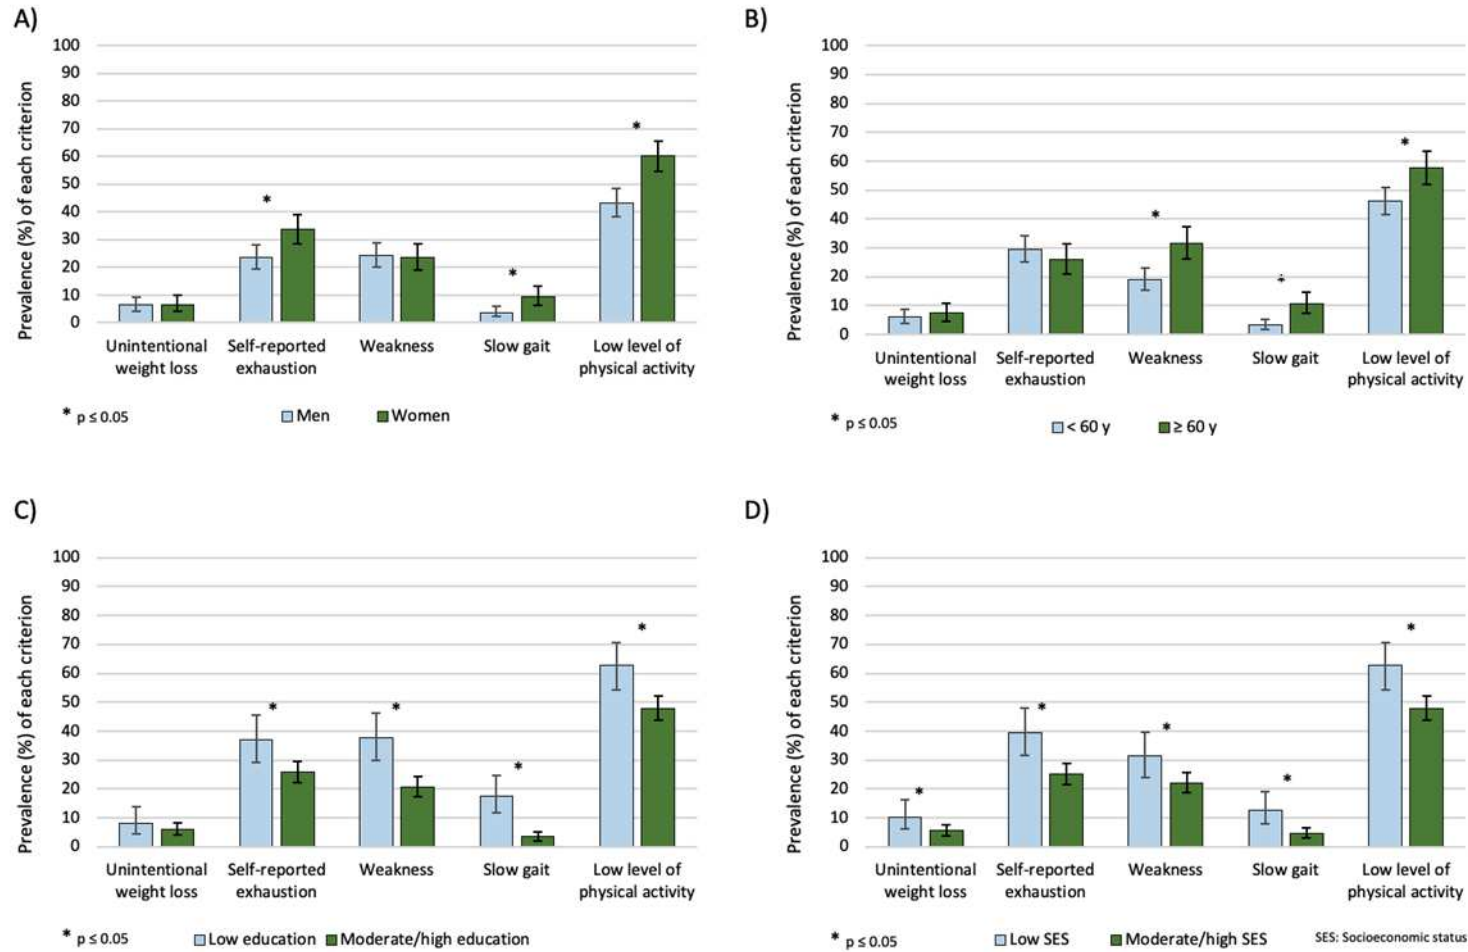 A)
Prevalence (%) of each criterion
100
90
80
70
60
50
40
30
20
10
0
*
*
*
Unintentional weight loss
Self-reported exhaustion
Weakness
Slow gait
Low level of physical activity
* p ≤ 0.05
Men
Women
B)
Prevalence (%) of each criterion
100
90
80
70
60
50
40
30
20
10
0
*
*
*
Unintentional
weight loss
Self-reported
exhaustion
Weakness
Slow gait
Low level of
physical activity
* p ≤ 0.05
< 60 y
≥ 60 y
C)
Prevalence (%) of each criterion
100
90
80
70
60
50
40
30
20
10
0
*
*
*
*
Unintentional
weight loss
Self-reported
exhaustion
Weakness
Slow gait
Low level of
physical activity
* p ≤ 0.05
Low education
Moderate/high education
D)
Prevalence (%) of each criterion
100
90
80
70
60
50
40
30
20
10
0
*
*
*
*
*
Unintentional
weight loss
Self-reported
exhaustion
Weakness
Slow gait
Low level of
physical activity
* p ≤ 0.05
Low SES
Moderate/high SES
SES: Socioeconomic status